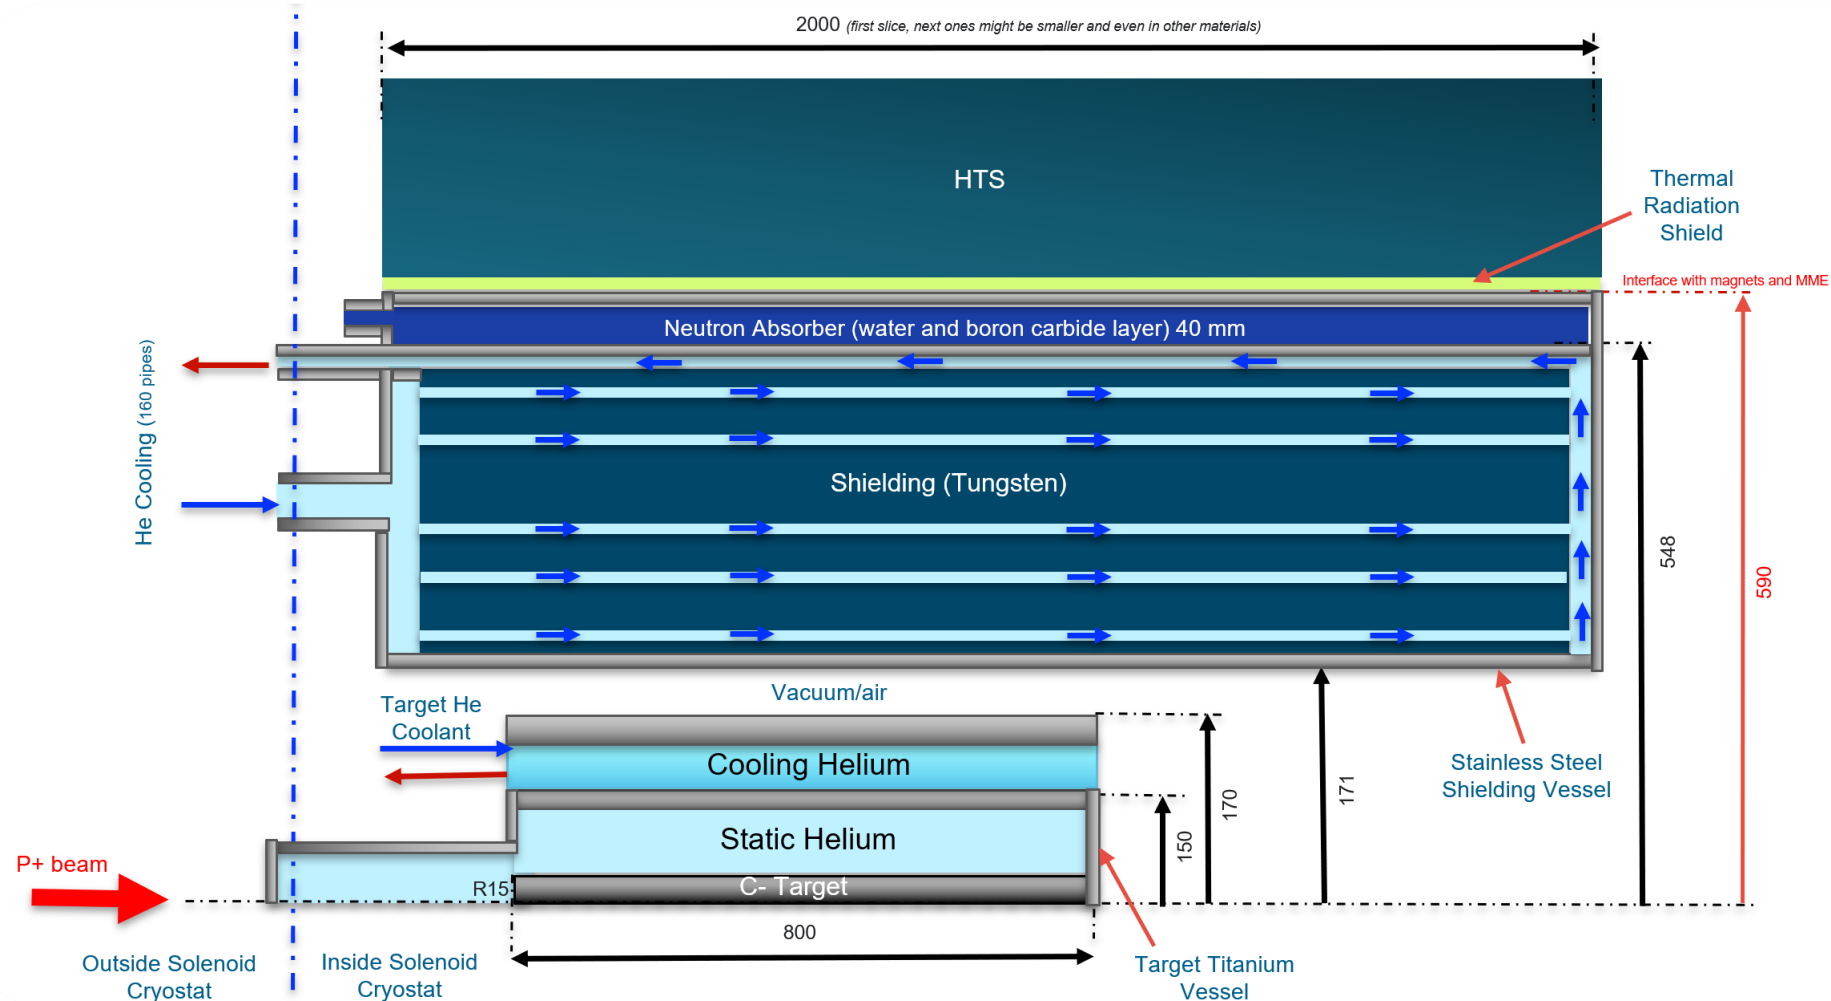 2000 (first slice, next ones might be smaller and even in other materials)
HTS
Thermal
Radiation
Shield
Interface with magnets and MME
Neutron Absorber (water and boron carbide layer) 40 mm
He Cooling (160 pipes)
Shielding (Tungsten)
548
590
Vacuum/air
Target He
Coolant
Cooling Helium
Stainless Steel
Shielding Vessel
171
170
150
Static Helium
P+ beam
R15
C- Target
800
Outside Solenoid
Cryostat
Inside Solenoid
Cryostat
Target Titanium
Vessel